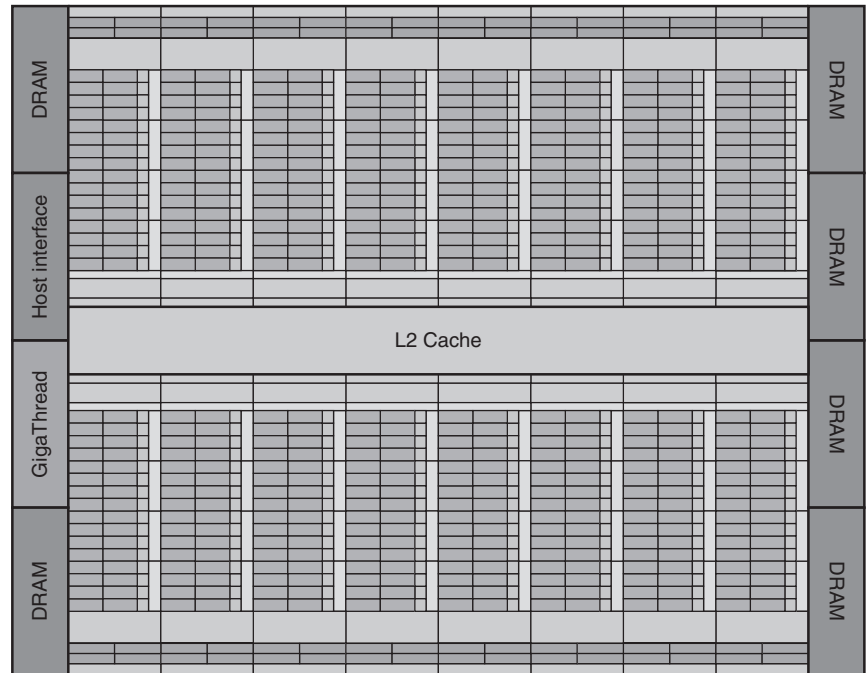 DRAM
Host interface
GigaThread
DRAM
L2 Cache
DRAM
DRAM
DRAM
DRAM